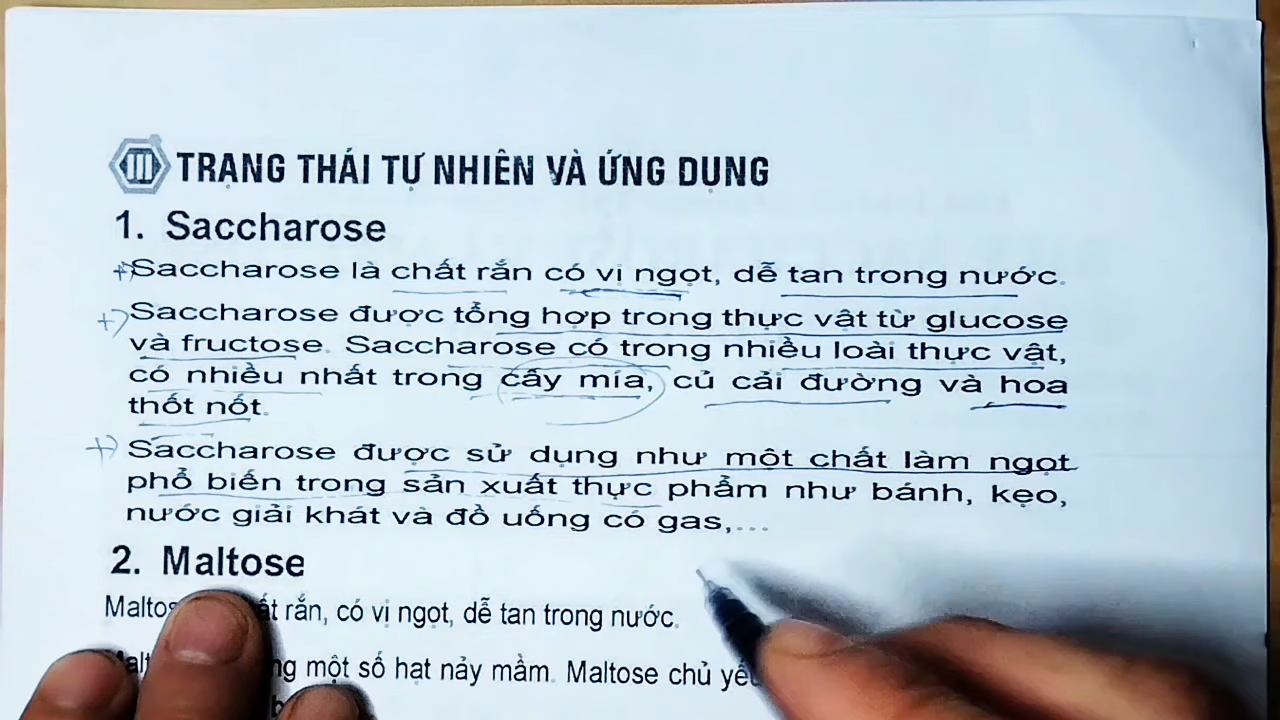 III TRẠNG THÁI TỰ NHIÊN VÀ ỨNG DỤNG
1. Saccharose
+) Saccharose là chất rắn có vị ngọt, dễ tan trong nước.
+) Saccharose được tổng hợp trong thực vật từ glucose
và fructose. Saccharose có trong nhiều loài thực vật,
có nhiều nhất trong cây mía, củ cải đường và hoa
thốt nốt.
+) Saccharose được sử dụng như một chất làm ngọt
phổ biến trong sản xuất thực phẩm như bánh, kẹo,
nước giải khát và đồ uống có gas,...
2. Maltose
rắn, có vị ngọt, dễ tan trong nước.
một số hạt nảy mầm. Maltose chủ